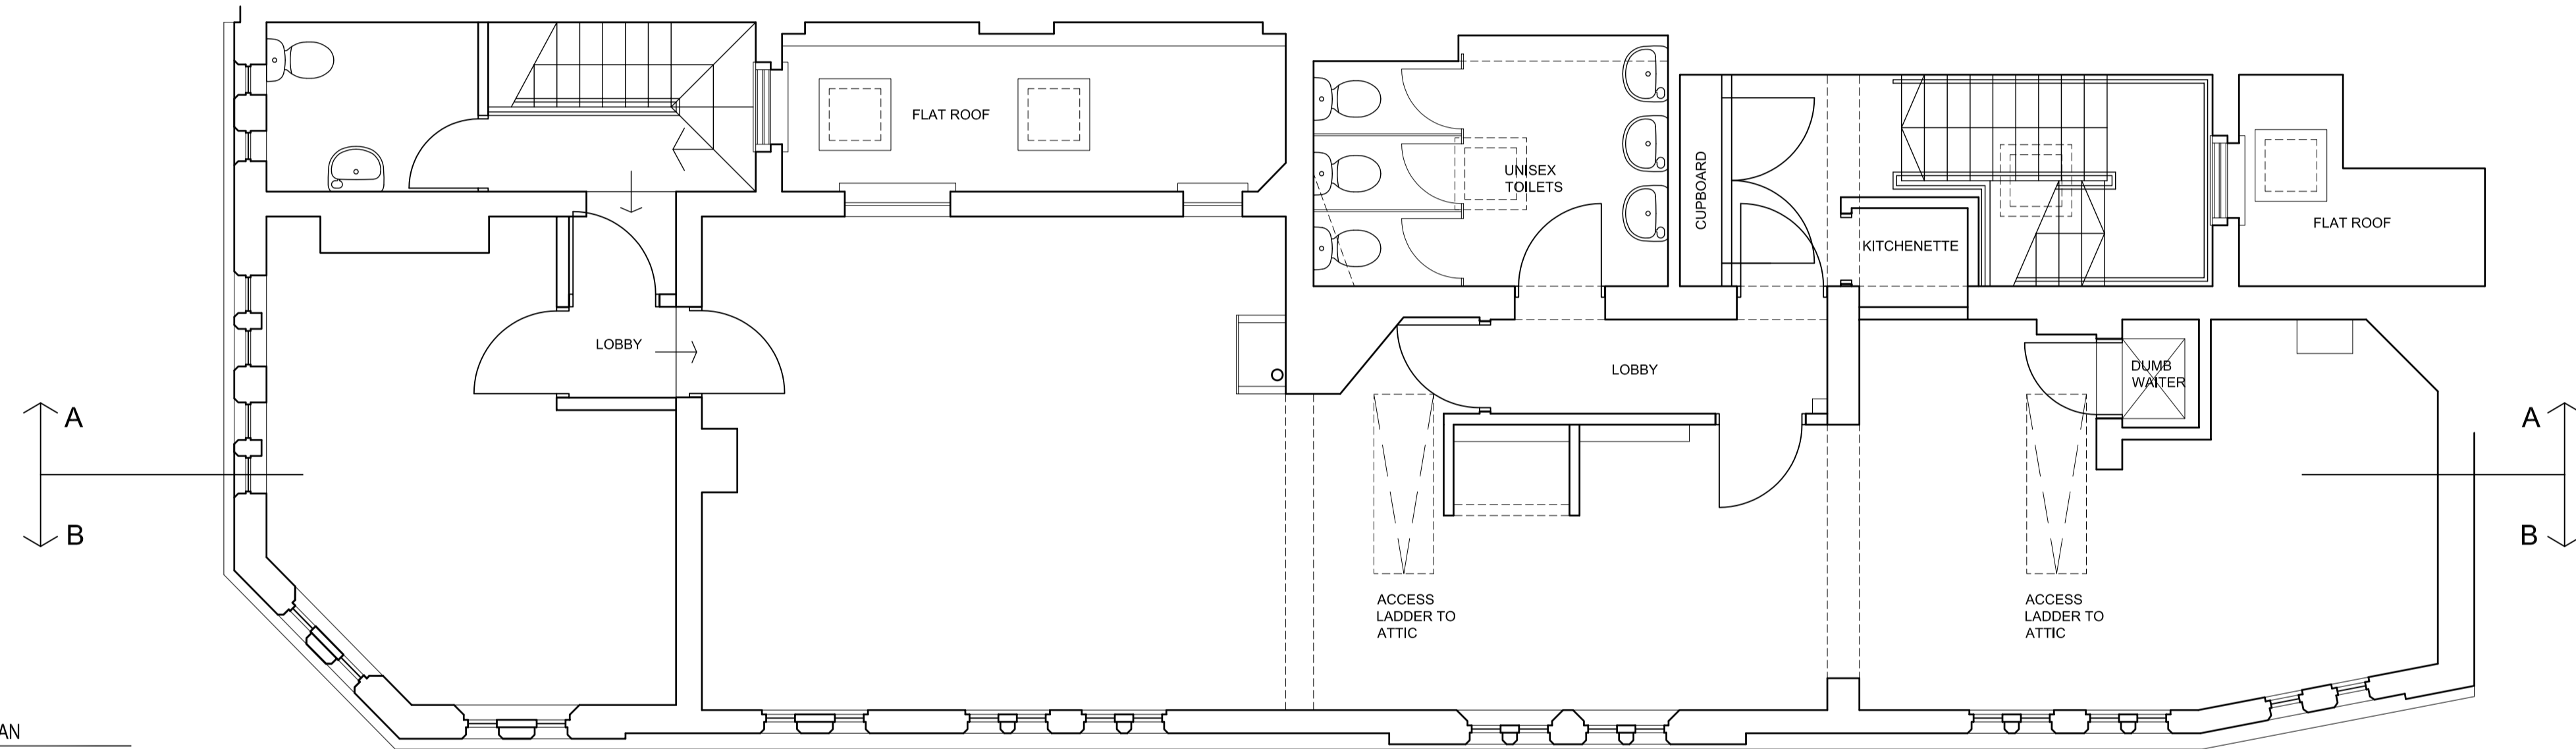 FLAT ROOF
UNISEX
TOILETS
CUPBOARD
KITCHENETTE
FLAT ROOF
LOBBY
LOBBY
DUMB
WAITER
A
A
B
B
ACCESS
LADDER TO
ATTIC
ACCESS
LADDER TO
ATTIC